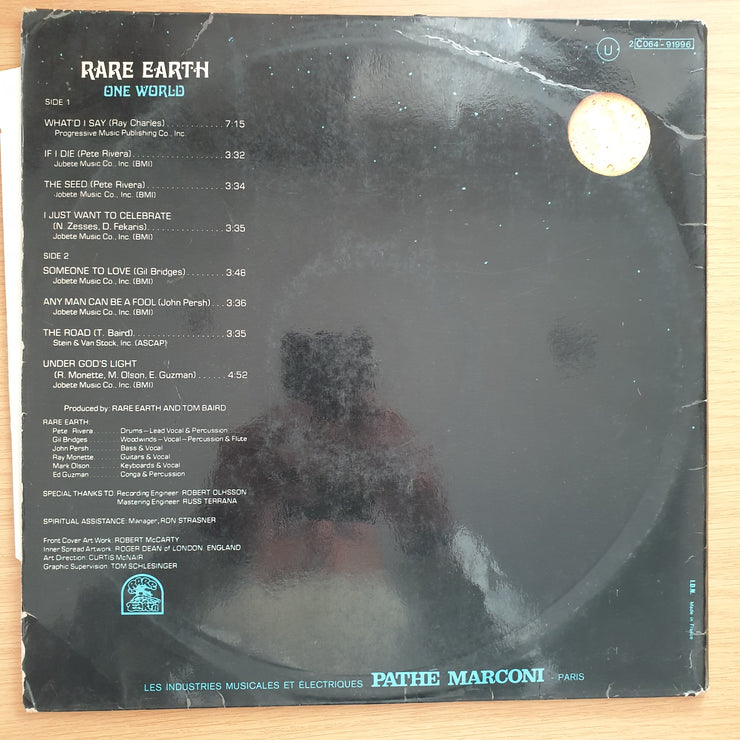 U 2C064-91996
RARE EARTH
ONE WORLD
SIDE 1
WHAT'D I SAY (Ray Charles)............7:15
Progressive Music Publishing Co., Inc.
IF I DIE (Pete Rivera)..................3:32
Jubete Music Co., Inc. (BMI)
THE SEED (Pete Rivera)...............3:34
Jobete Music Co., Inc. (BMI)
I JUST WANT TO CELEBRATE
(N. Zesses, D. Fekaris)...............3:35
Jobete Music Co., Inc. (BMI)
SIDE 2
SOMEONE TO LOVE (Gil Bridges)........3:48
Jobete Music Co., Inc. (BMI)
ANY MAN CAN BE A FOOL (John Persh)...3:36
Jobete Music Co., Inc. (BMI)
THE ROAD (T. Baird)..................3:35
Stein & Van Stock, Inc. (ASCAP)
UNDER GOD'S LIGHT
(R. Monette, M. Olson, E. Guzman)......4:52
Jobete Music Co., Inc. (BMI)
Produced by: RARE EARTH AND TOM BAIRD
RARE EARTH:
Pete Rivera.......Drums—Lead Vocal & Percussion
Gil Bridges.......Woodwinds—Vocal—Percussion & Flute
John Persh.......Bass & Vocal
Ray Monette.......Guitars & Vocal
Mark Olson.......Keyboards & Vocal
Ed Guzman.......Conga & Percussion
SPECIAL THANKS TO: Recording Engineer: ROBERT OLHSSON
Mastering Engineer: RUSS TERRANA
SPIRITUAL ASSISTANCE: Manager, RON STRASNER
Front Cover Art Work: ROBERT McCARTY
Inner Spread Artwork: ROGER DEAN of LONDON, ENGLAND
Art Direction: CURTIS McNAIR
Graphic Supervision: TOM SCHLESINGER
RARE
EARTH
I.D.N. Made in France
LES INDUSTRIES MUSICALES ET ÉLECTRIQUES PATHE MARCONI - PARIS